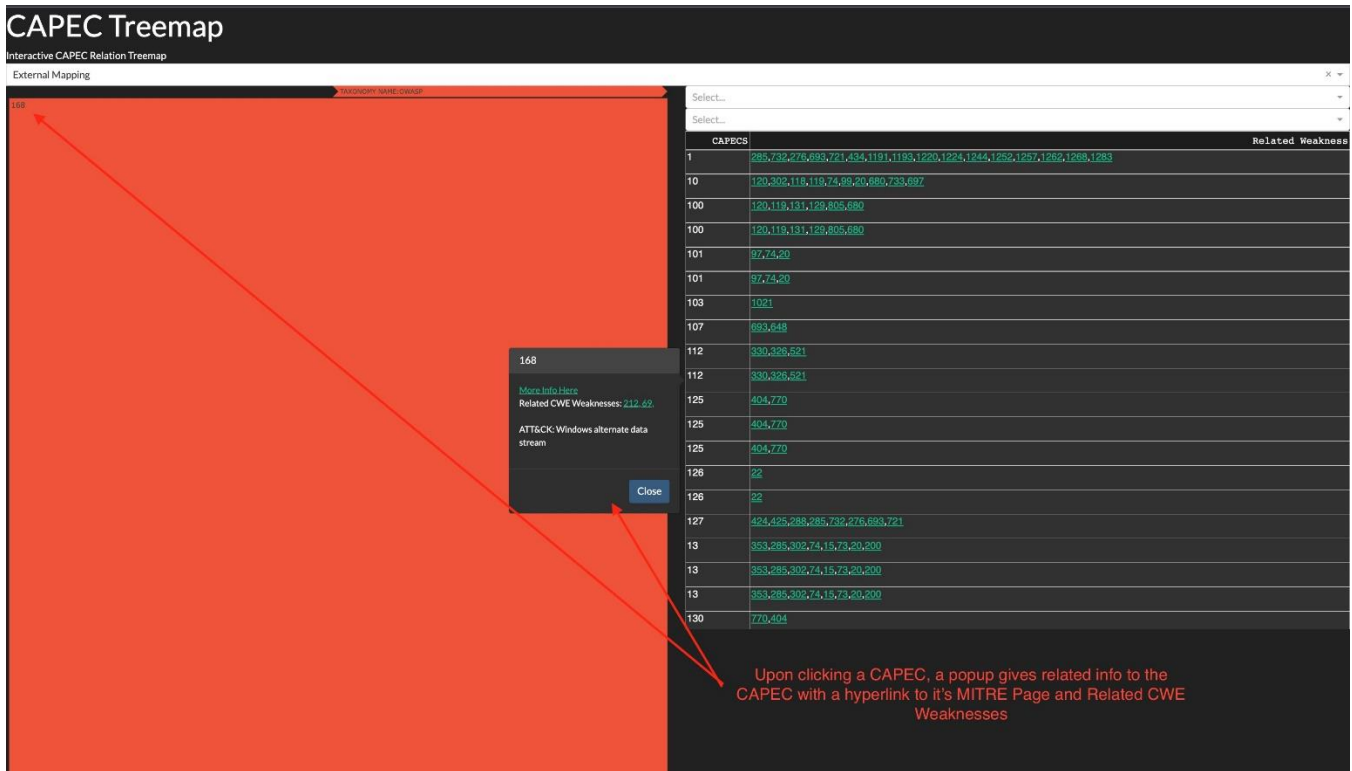 CAPEC Treemap
Interactive CAPEC Relation Treemap
External Mapping
TAXONOMY NAME:OWASP
168
Select...
Select...
CAPECS Related Weakness
1 285,732,276,693,721,434,1191,1193,1220,1224,1244,1252,1257,1262,1268,1283
10 120,302,118,119,74,99,20,680,733,697
100 120,119,131,129,805,680
100 120,119,131,129,805,680
101 97,74,20
101 97,74,20
103 1021
107 693,648
112 330,326,521
112 330,326,521
125 404,770
125 404,770
125 404,770
126 22
126 22
127 424,425,288,285,732,276,693,721
13 353,285,302,74,15,73,20,200
13 353,285,302,74,15,73,20,200
13 353,285,302,74,15,73,20,200
130 770,404
168
More Info Here
Related CWE Weaknesses: 212, 69,
ATT&CK: Windows alternate data
stream
Close
Upon clicking a CAPEC, a popup gives related info to the
CAPEC with a hyperlink to it's MITRE Page and Related CWE
Weaknesses